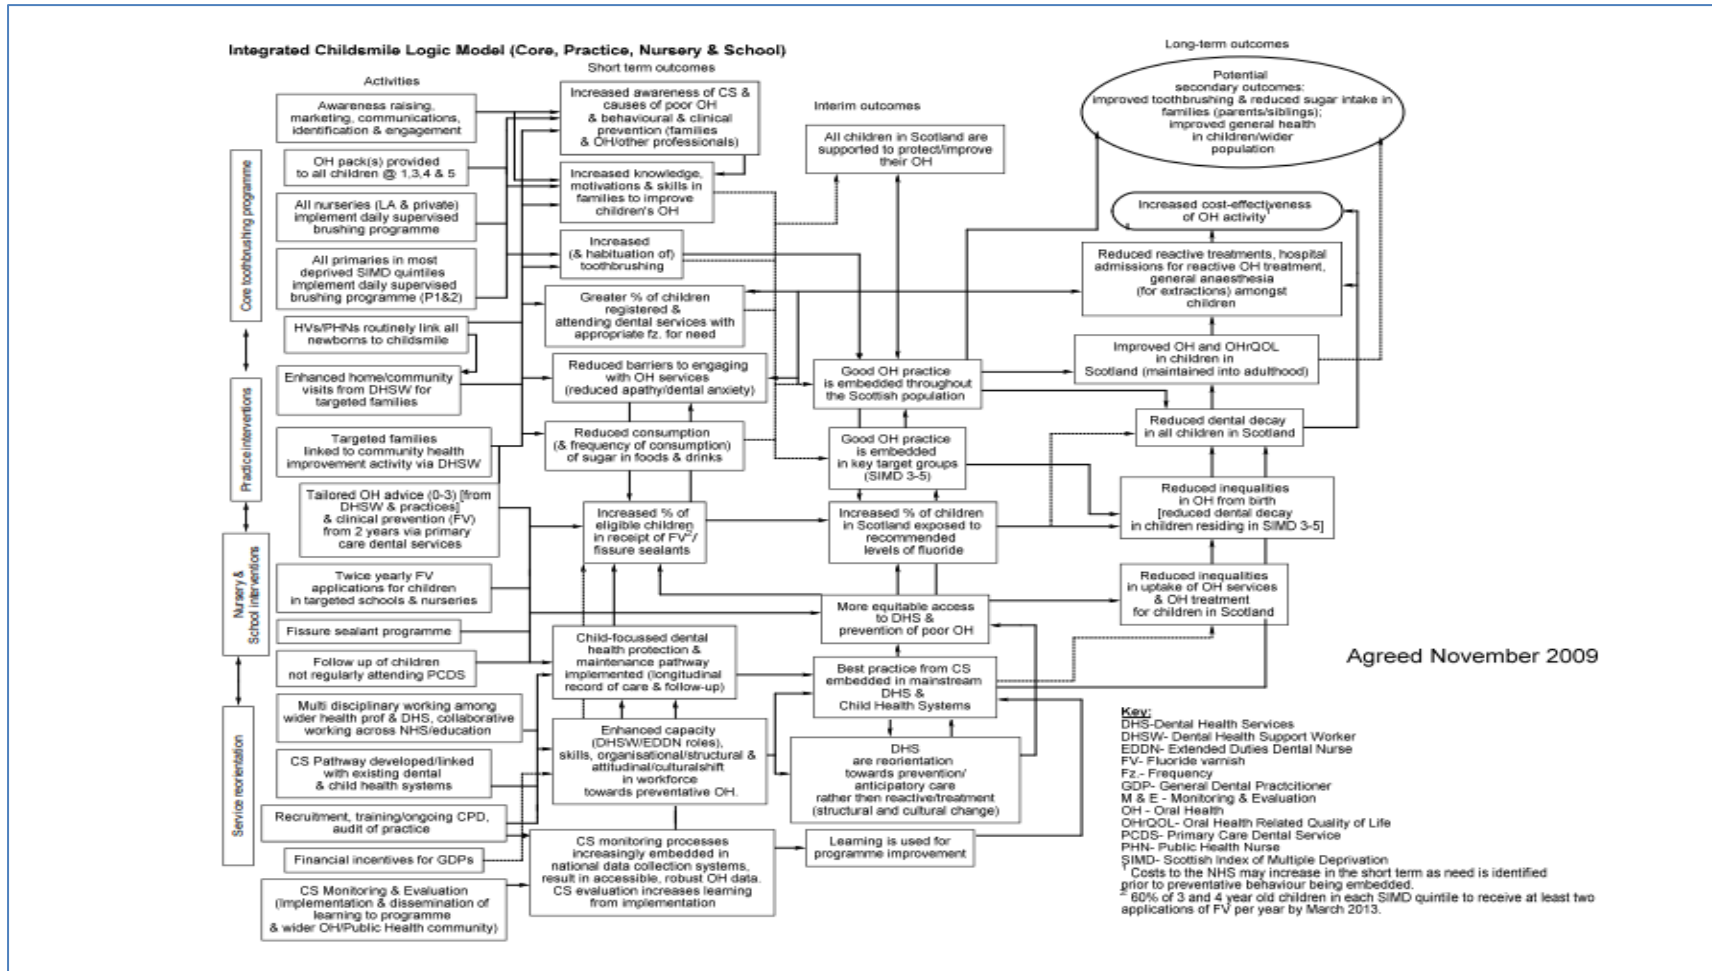 Integrated Childsmile Logic Model (Core, Practice, Nursery & School)
Activities
Short term outcomes
Interim outcomes
Long-term outcomes
Core toothbrushing programme
Practice interventions
Nursery &
School interventions
Service reorientation
Awareness raising,
marketing, communications,
identification & engagement
OH pack(s) provided
to all children @ 1,3,4 & 5
All nurseries (LA & private)
implement daily supervised
brushing programme
All primaries in most
deprived SIMD quintiles
implement daily supervised
brushing programme (P1&2)
HVs/PHNs routinely link all
newborns to childsmile
Enhanced home/community
visits from DHSW for
targeted families
Targeted families
linked to community health
improvement activity via DHSW
Tailored OH advice (0-3) [from
DHSW & practices]
& clinical prevention (FV)
from 2 years via primary
care dental services
Twice yearly FV
applications for children
in targeted schools & nurseries
Fissure sealant programme
Follow up of children
not regularly attending PCDS
Multi disciplinary working among
wider health prof & DHS, collaborative
working across NHS/education
CS Pathway developed/linked
with existing dental
& child health systems
Recruitment, training/ongoing CPD,
audit of practice
Financial incentives for GDPs
CS Monitoring & Evaluation
(Implementation & dissemination of
learning to programme
& wider OH/Public Health community)
Increased awareness of CS &
causes of poor OH
& behavioural & clinical
prevention (families
& OH/other professionals)
Increased knowledge,
motivations & skills in
families to improve
children's OH
Increased
(& habituation of)
toothbrushing
Greater % of children
registered &
attending dental services with
appropriate fz. for need
Reduced barriers to engaging
with OH services
(reduced apathy/dental anxiety)
Reduced consumption
(& frequency of consumption)
of sugar in foods & drinks
Increased % of
eligible children
in receipt of FV²/
fissure sealants
Child-focussed dental
health protection &
maintenance pathway
implemented (longitudinal
record of care & follow-up)
Enhanced capacity
(DHSW/EDDN roles),
skills, organisational/structural &
attitudinal/culturalshift
in workforce
towards preventative OH.
CS monitoring processes
increasingly embedded in
national data collection systems,
result in accessible, robust OH data.
CS evaluation increases learning
from implementation
All children in Scotland are
supported to protect/improve
their OH
Good OH practice
is embedded throughout
the Scottish population
Good OH practice
is embedded
in key target groups
(SIMD 3-5)
Increased % of children
in Scotland exposed to
recommended
levels of fluoride
More equitable access
to DHS &
prevention of poor OH
Best practice from CS
embedded in mainstream
DHS &
Child Health Systems
DHS
are reorientation
towards prevention/
anticipatory care
rather then reactive/treatment
(structural and cultural change)
Learning is used for
programme improvement
Potential
secondary outcomes:
improved toothbrushing & reduced sugar intake in
families (parents/siblings);
improved general health
in children/wider
population
Increased cost-effectiveness
of OH activity¹
Reduced reactive treatments, hospital
admissions for reactive OH treatment,
general anaesthesia
(for extractions) amongst
children
Improved OH and OHrQOL
in children in
Scotland (maintained into adulthood)
Reduced dental decay
in all children in Scotland
Reduced inequalities
in OH from birth
[reduced dental decay
in children residing in SIMD 3-5]
Reduced inequalities
in uptake of OH services
& OH treatment
for children in Scotland
Agreed November 2009
Key:
DHS-Dental Health Services
DHSW- Dental Health Support Worker
EDDN- Extended Duties Dental Nurse
FV- Fluoride varnish
Fz.- Frequency
GDP- General Dental Practitioner
M & E - Monitoring & Evaluation
OH - Oral Health
OHrQOL- Oral Health Related Quality of Life
PCDS- Primary Care Dental Service
PHN- Public Health Nurse
SIMD- Scottish Index of Multiple Deprivation
¹ Costs to the NHS may increase in the short term as need is identified
prior to preventative behaviour being embedded.
² 60% of 3 and 4 year old children in each SIMD quintile to receive at least two
applications of FV per year by March 2013.